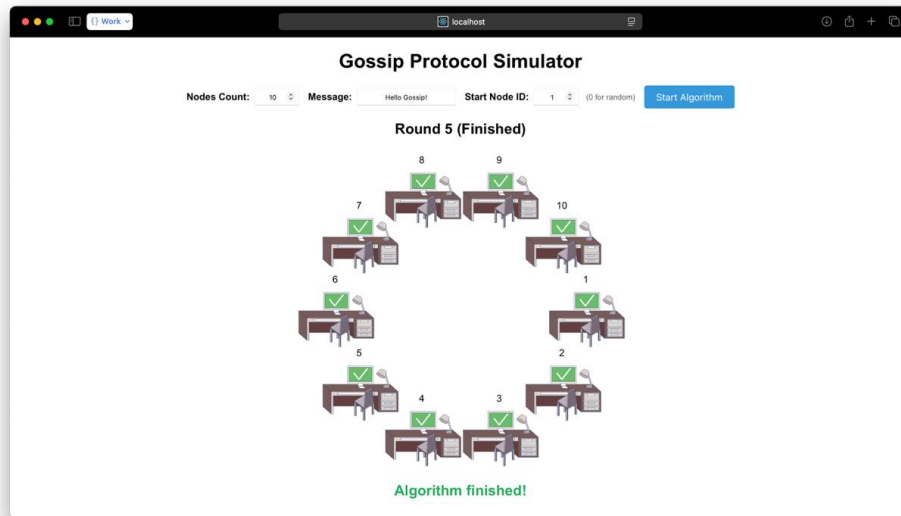 {} Work
localhost
Gossip Protocol Simulator
Nodes Count: 10 Message: Hello Gossip! Start Node ID: 1 (0 for random) Start Algorithm
Round 5 (Finished)
8 9
7 10
6 1
5 2
4 3
Algorithm finished!